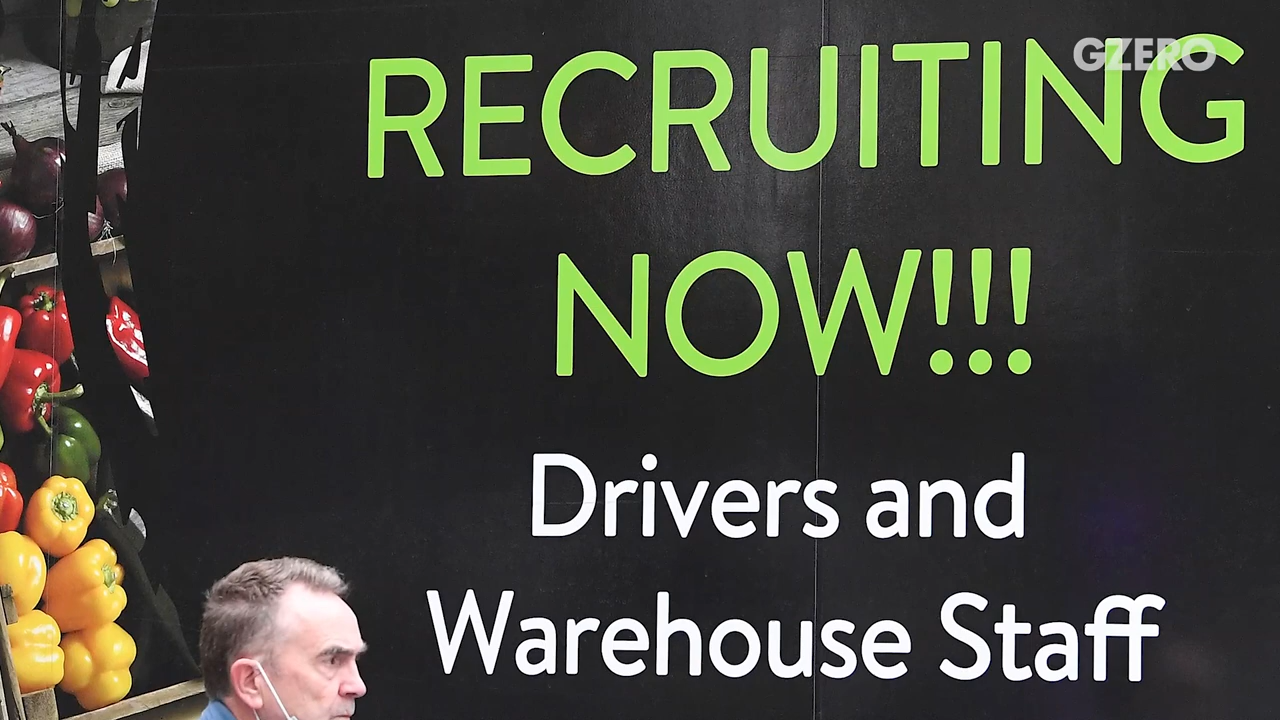 GZERO
RECRUITING
NOW!!!
Drivers and
Warehouse Staff